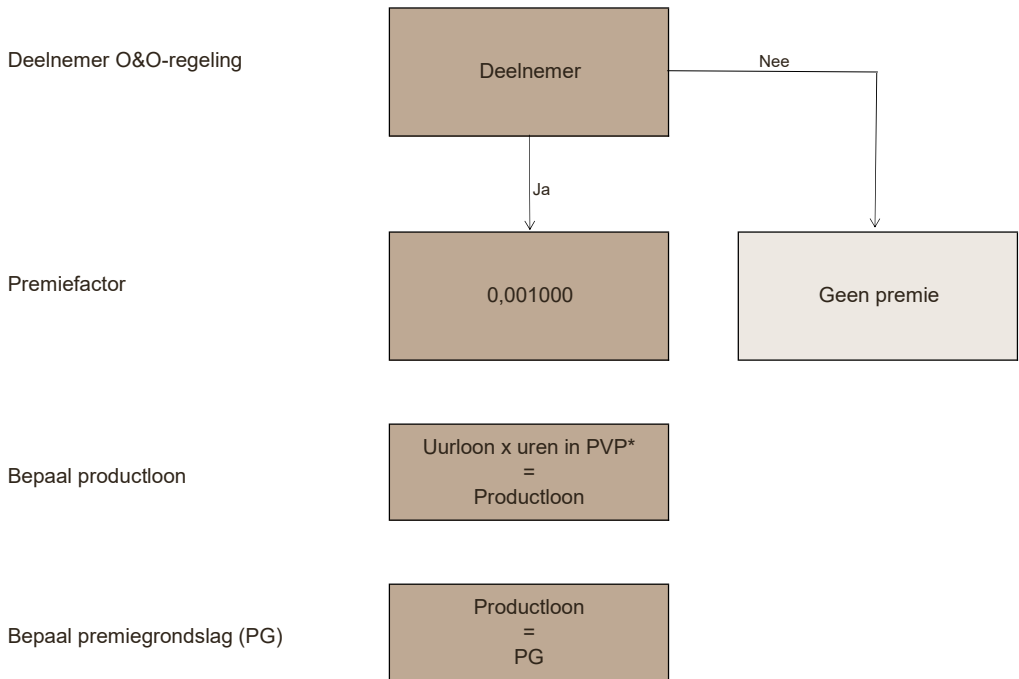 Deelnemer O&O-regeling
Deelnemer
Nee
Ja
Premiefactor
0,001000
Geen premie
Bepaal productloon
Uurloon x uren in PVP*
=
Productloon
Bepaal premiegrondslag (PG)
Productloon
=
PG